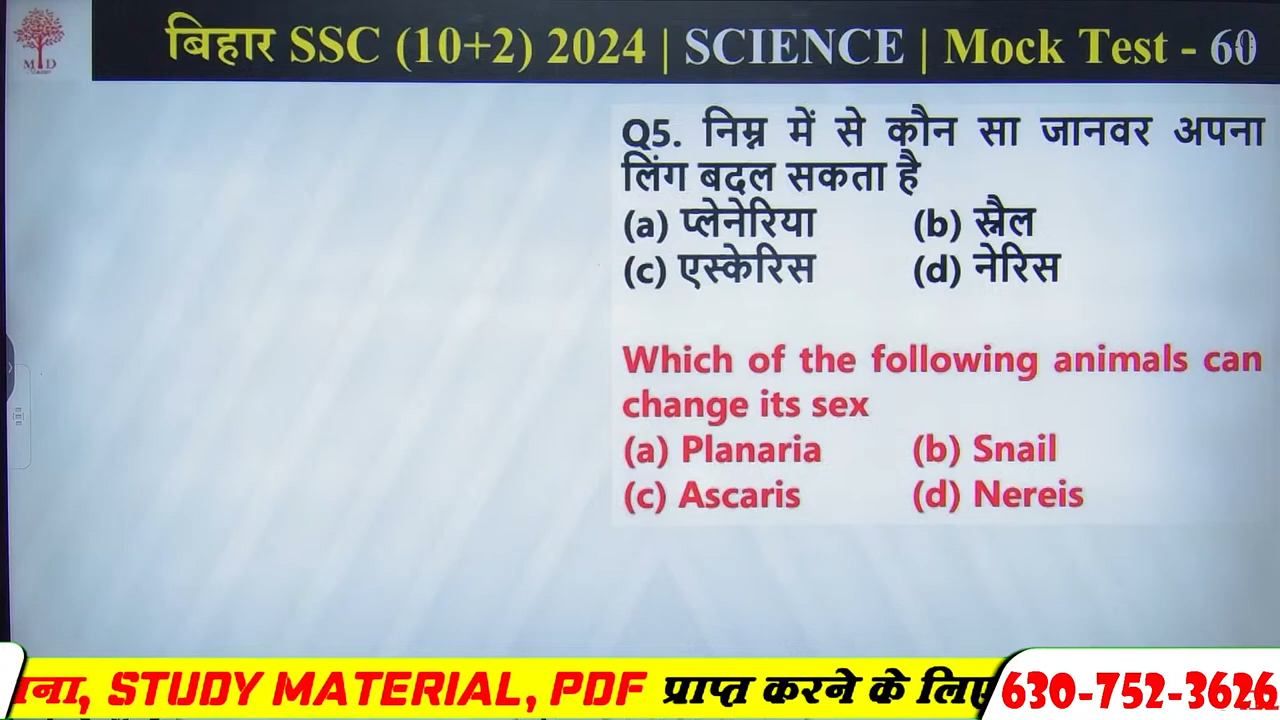 बिहार SSC (10+2) 2024 | SCIENCE | Mock Test - 60
Q5. निम्न में से कौन सा जानवर अपना
लिंग बदल सकता है
(a) प्लेनेरिया (b) स्नैल
(c) एस्केरिस (d) नेरिस
Which of the following animals can
change its sex
(a) Planaria (b) Snail
(c) Ascaris (d) Nereis
STUDY MATERIAL, PDF प्राप्त करने के लिए
630-752-3626